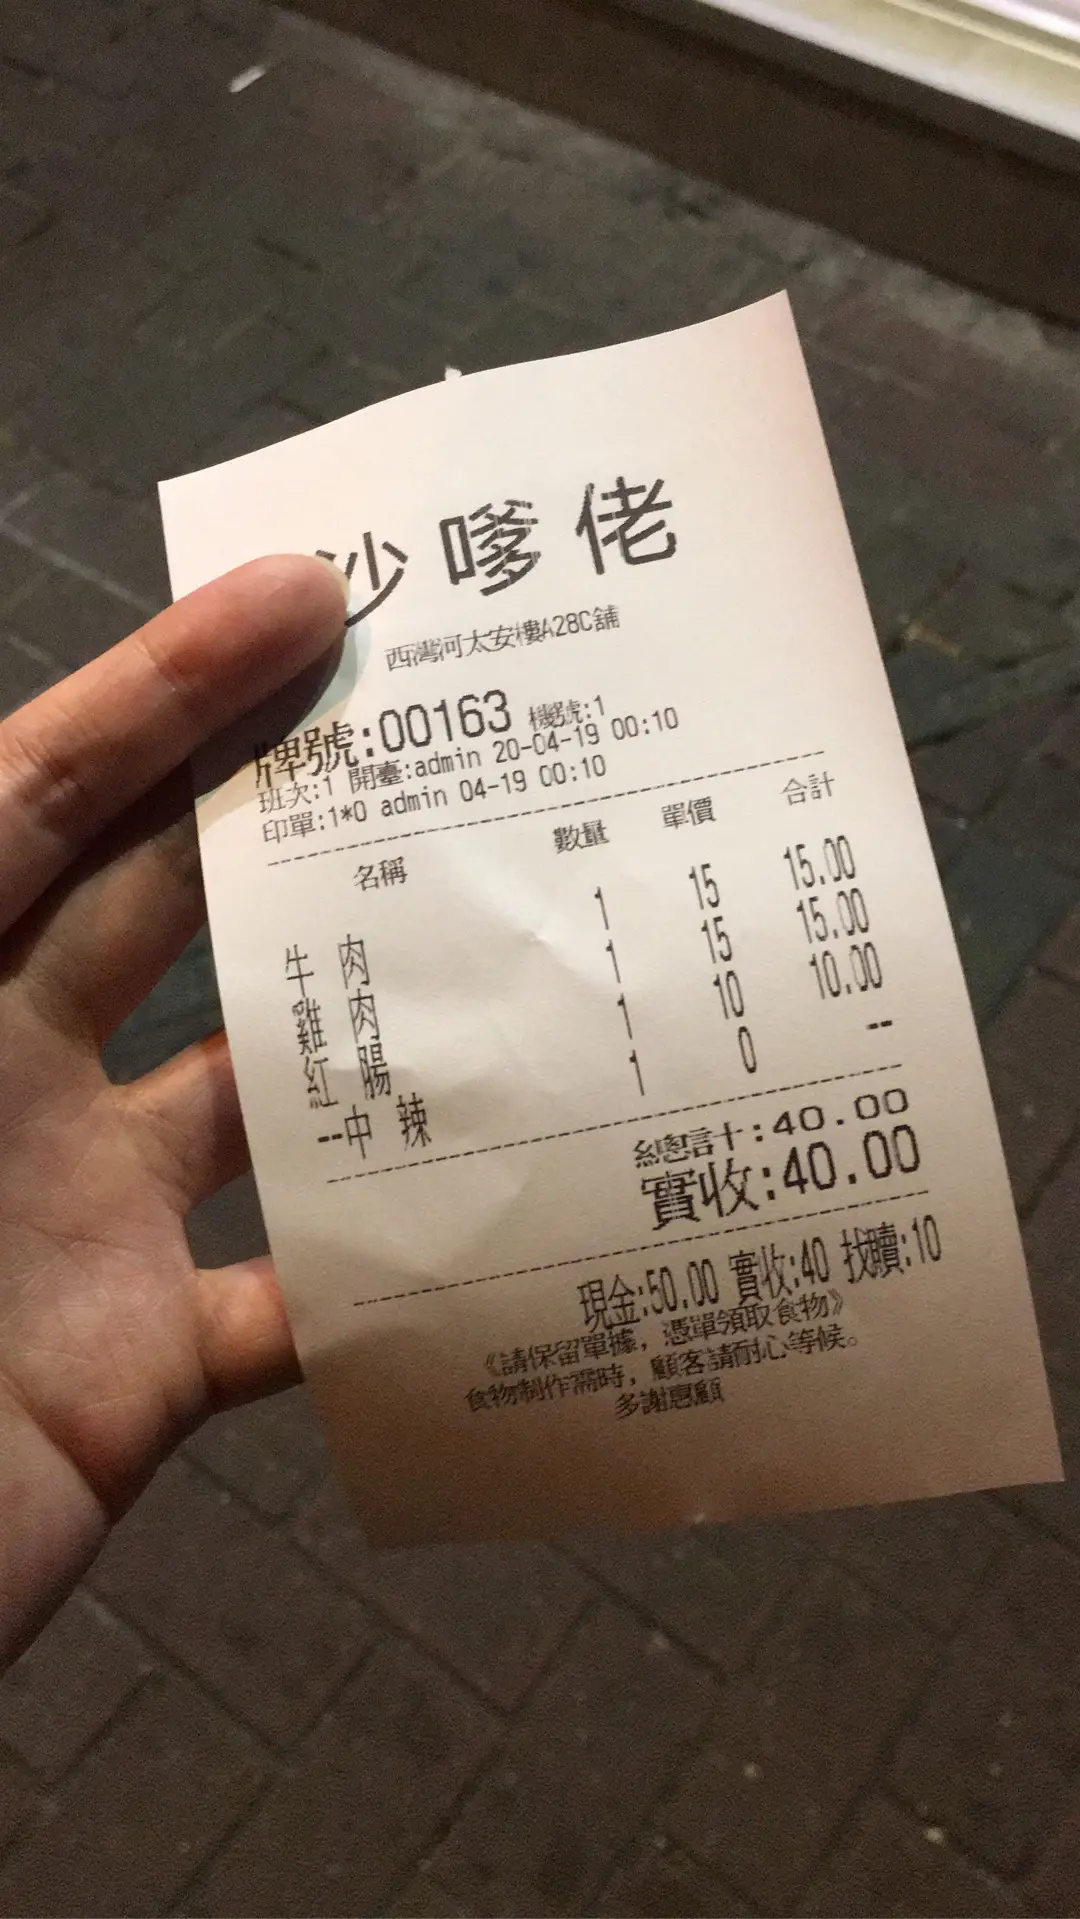 沙嗲佬
西灣河太安樓A28C舖
牌號:00163 機號:1
班次:1 開臺:admin 20-04-19 00:10
印單:1*0 admin 04-19 00:10
名稱 數量 單價 合計
牛肉 1 15 15.00
雞肉 1 15 15.00
紅腸 1 10 10.00
--中辣 1 0 --
總計:40.00
實收:40.00
現金:50.00 實收:40 找贖:10
《請保留單據，憑單領取食物》
食物制作需時，顧客請耐心等候。
多謝惠顧